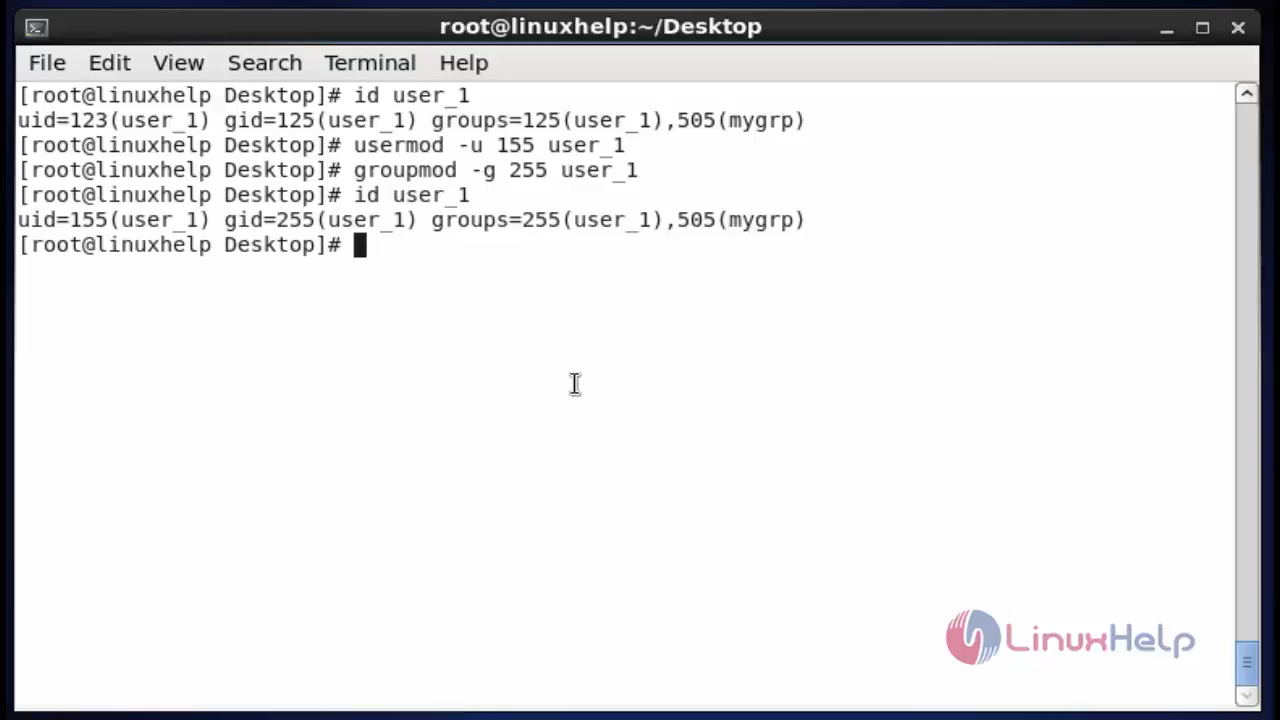 root@linuxhelp:~/Desktop
File Edit View Search Terminal Help
[root@linuxhelp Desktop]# id user_1
uid=123(user_1) gid=125(user_1) groups=125(user_1),505(mygrp)
[root@linuxhelp Desktop]# usermod -u 155 user_1
[root@linuxhelp Desktop]# groupmod -g 255 user_1
[root@linuxhelp Desktop]# id user_1
uid=155(user_1) gid=255(user_1) groups=255(user_1),505(mygrp)
[root@linuxhelp Desktop]#
LinuxHelp